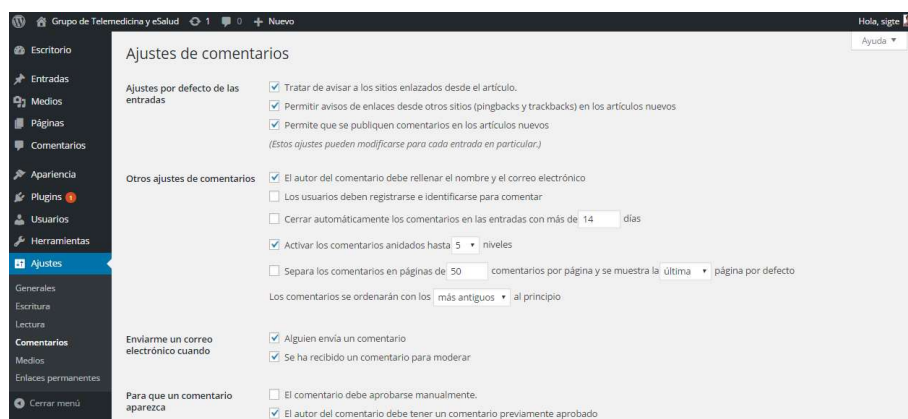 Grupo de Telemedicina y eSalud 1 0 + Nuevo Hola, sigte
Ayuda
Escritorio
Entradas
Medios
Páginas
Comentarios
Apariencia
Plugins 1
Usuarios
Herramientas
Ajustes
Generales
Escritura
Lectura
Comentarios
Medios
Enlaces permanentes
Cerrar menú
Ajustes de comentarios
Ajustes por defecto de las
entradas
Tratar de avisar a los sitios enlazados desde el artículo.
Permitir avisos de enlaces desde otros sitios (pingbacks y trackbacks) en los artículos nuevos
Permite que se publiquen comentarios en los artículos nuevos
(Estos ajustes pueden modificarse para cada entrada en particular.)
Otros ajustes de comentarios
El autor del comentario debe rellenar el nombre y el correo electrónico
Los usuarios deben registrarse e identificarse para comentar
Cerrar automáticamente los comentarios en las entradas con más de 14 días
Activar los comentarios anidados hasta 5 niveles
Separa los comentarios en páginas de 50 comentarios por página y se muestra la última página por defecto
Los comentarios se ordenarán con los más antiguos al principio
Enviarme un correo
electrónico cuando
Alguien envía un comentario
Se ha recibido un comentario para moderar
Para que un comentario
aparezca
El comentario debe aprobarse manualmente.
El autor del comentario debe tener un comentario previamente aprobado